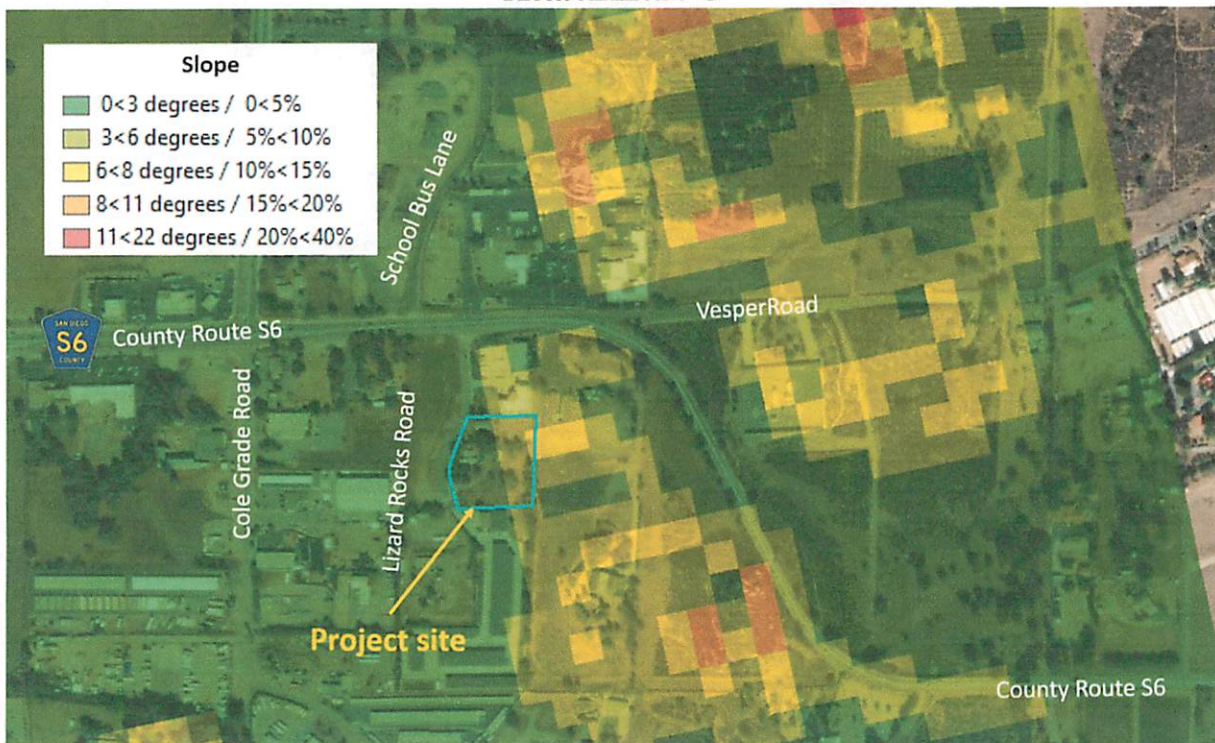 Slope
0<3 degrees / 0<5%
3<6 degrees / 5%<10%
6<8 degrees / 10%<15%
8<11 degrees / 15%<20%
11<22 degrees / 20%<40%
School Bus Lane
SAN DIEGO
S6
COUNTY
County Route S6
VesperRoad
Cole Grade Road
Lizard Rocks Road
Project site
County Route S6